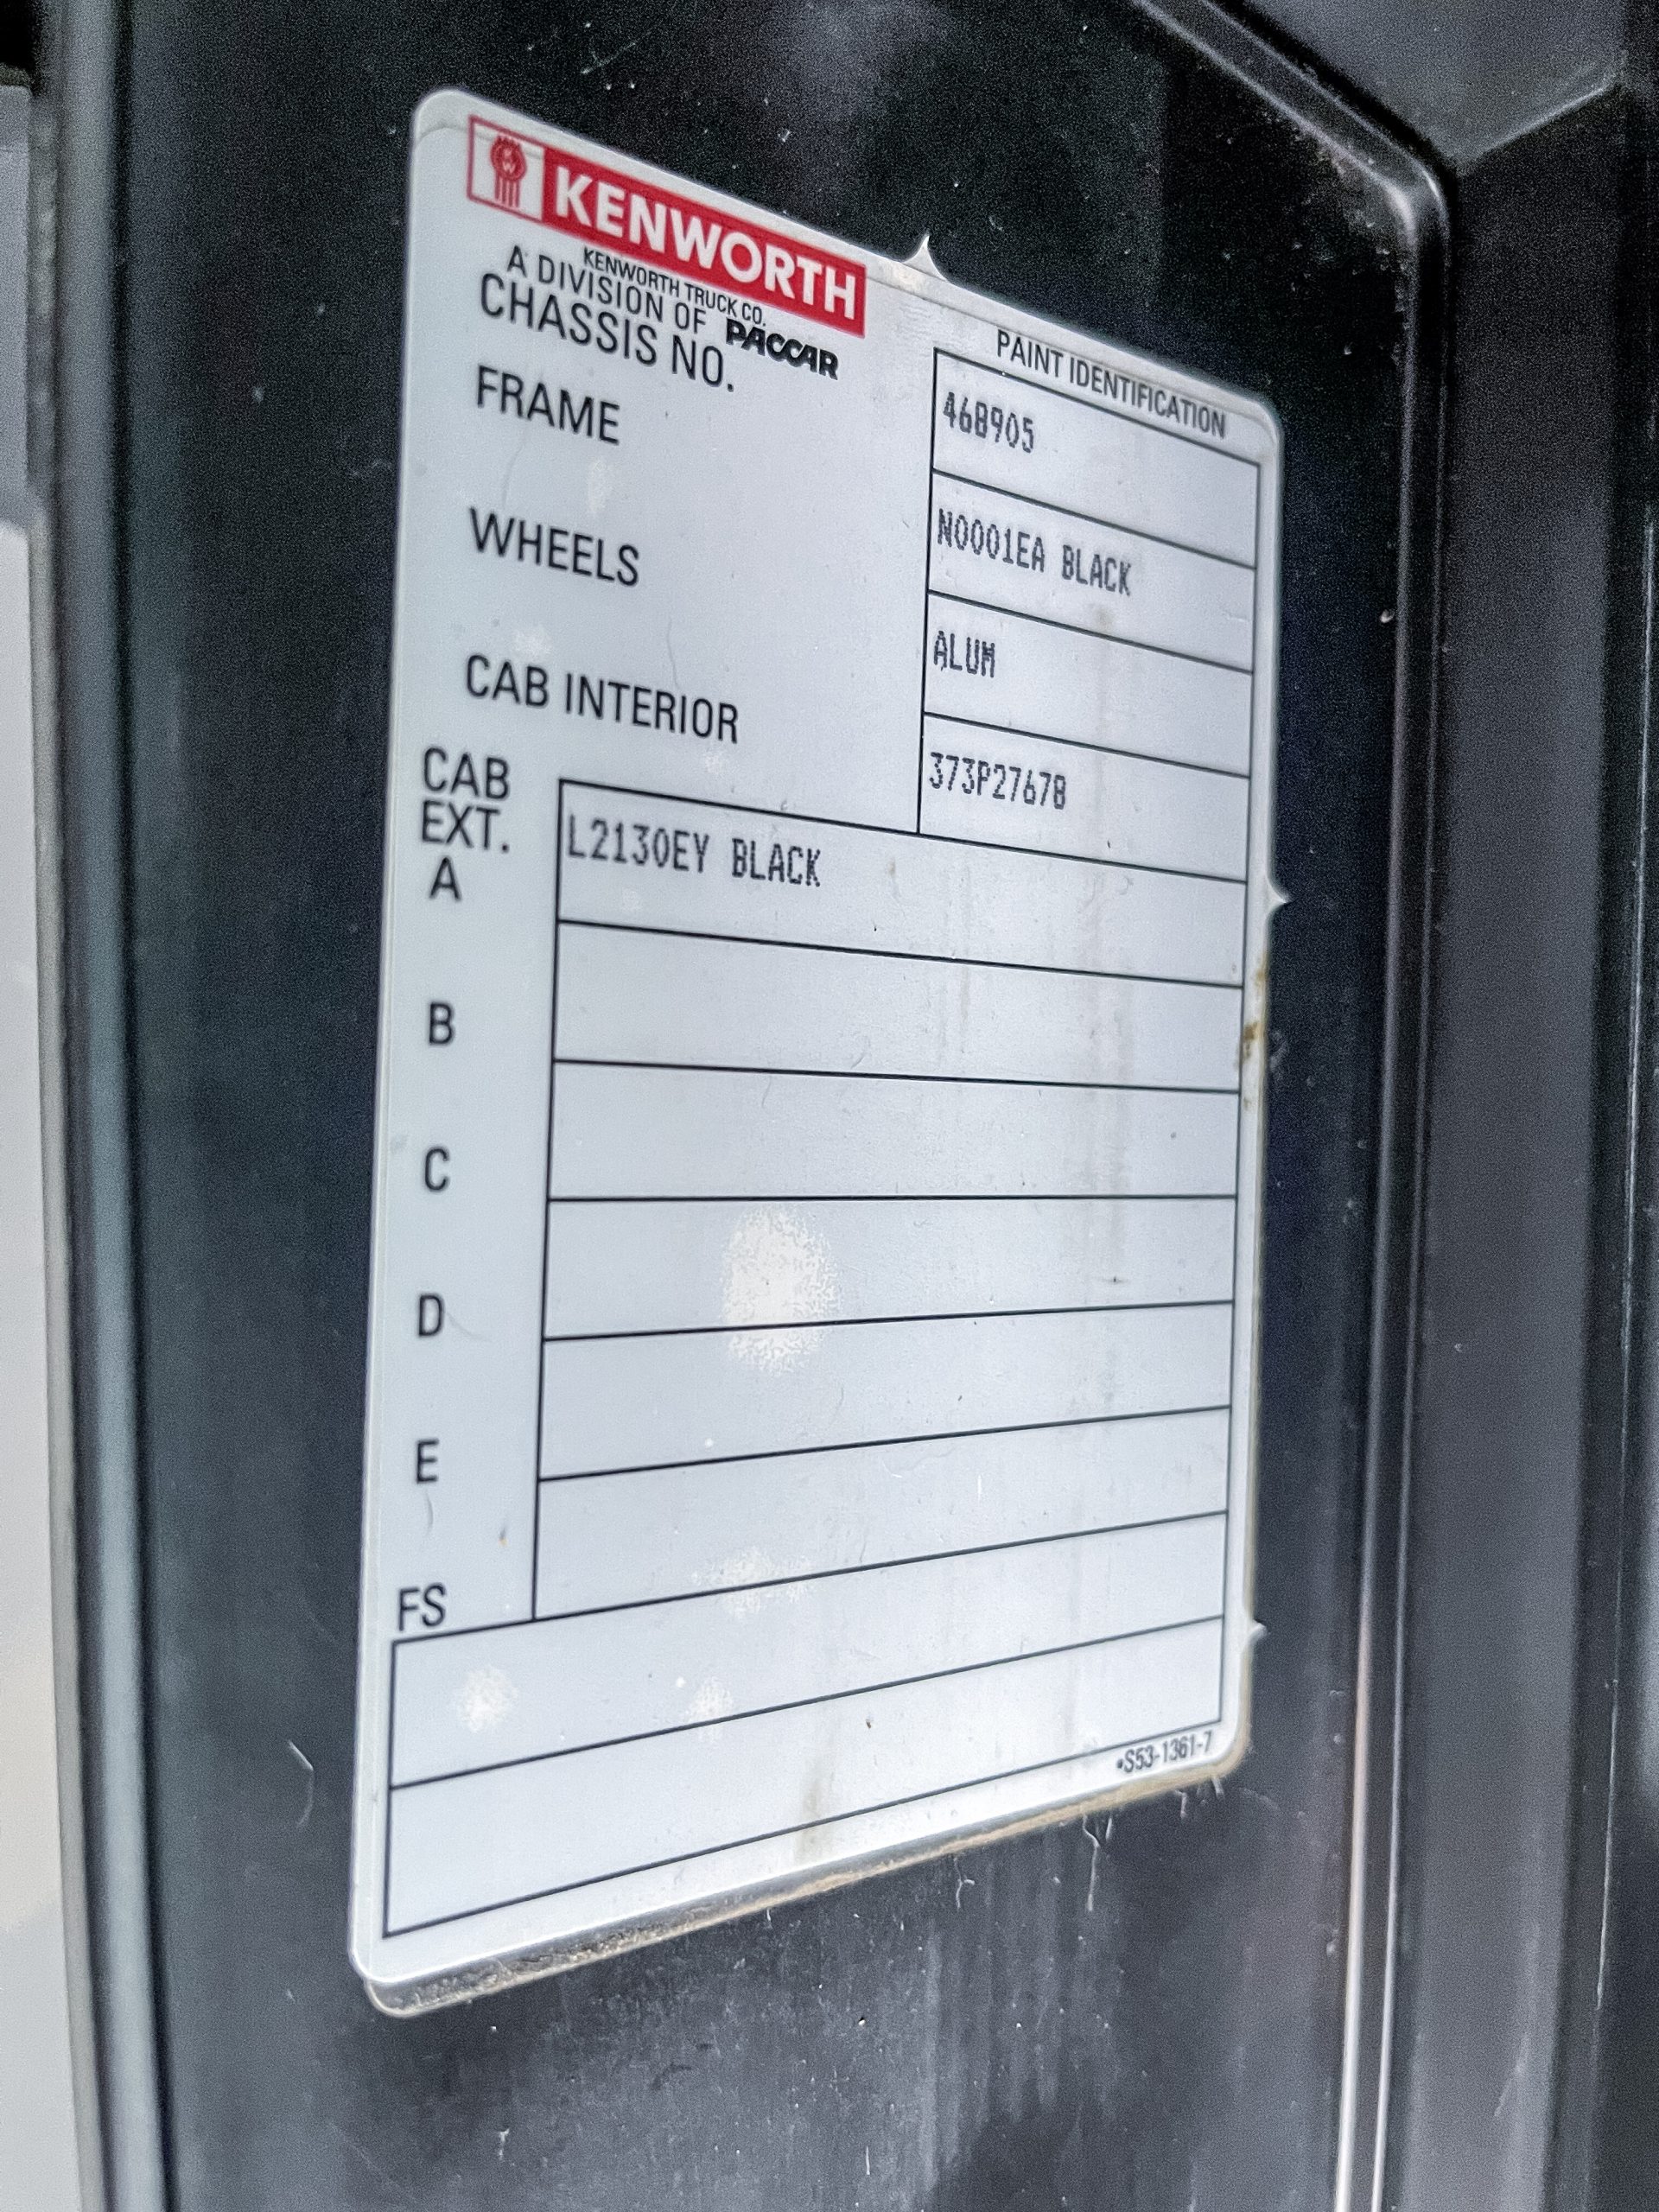 KENWORTH
KENWORTH TRUCK CO.
A DIVISION OF PACCAR
PAINT IDENTIFICATION
CHASSIS NO. 468905
FRAME N0001EA BLACK
WHEELS ALUM
CAB INTERIOR 373P27678
CAB
EXT.
A L2130EY BLACK
B
C
D
E
FS
•S53-1361-7